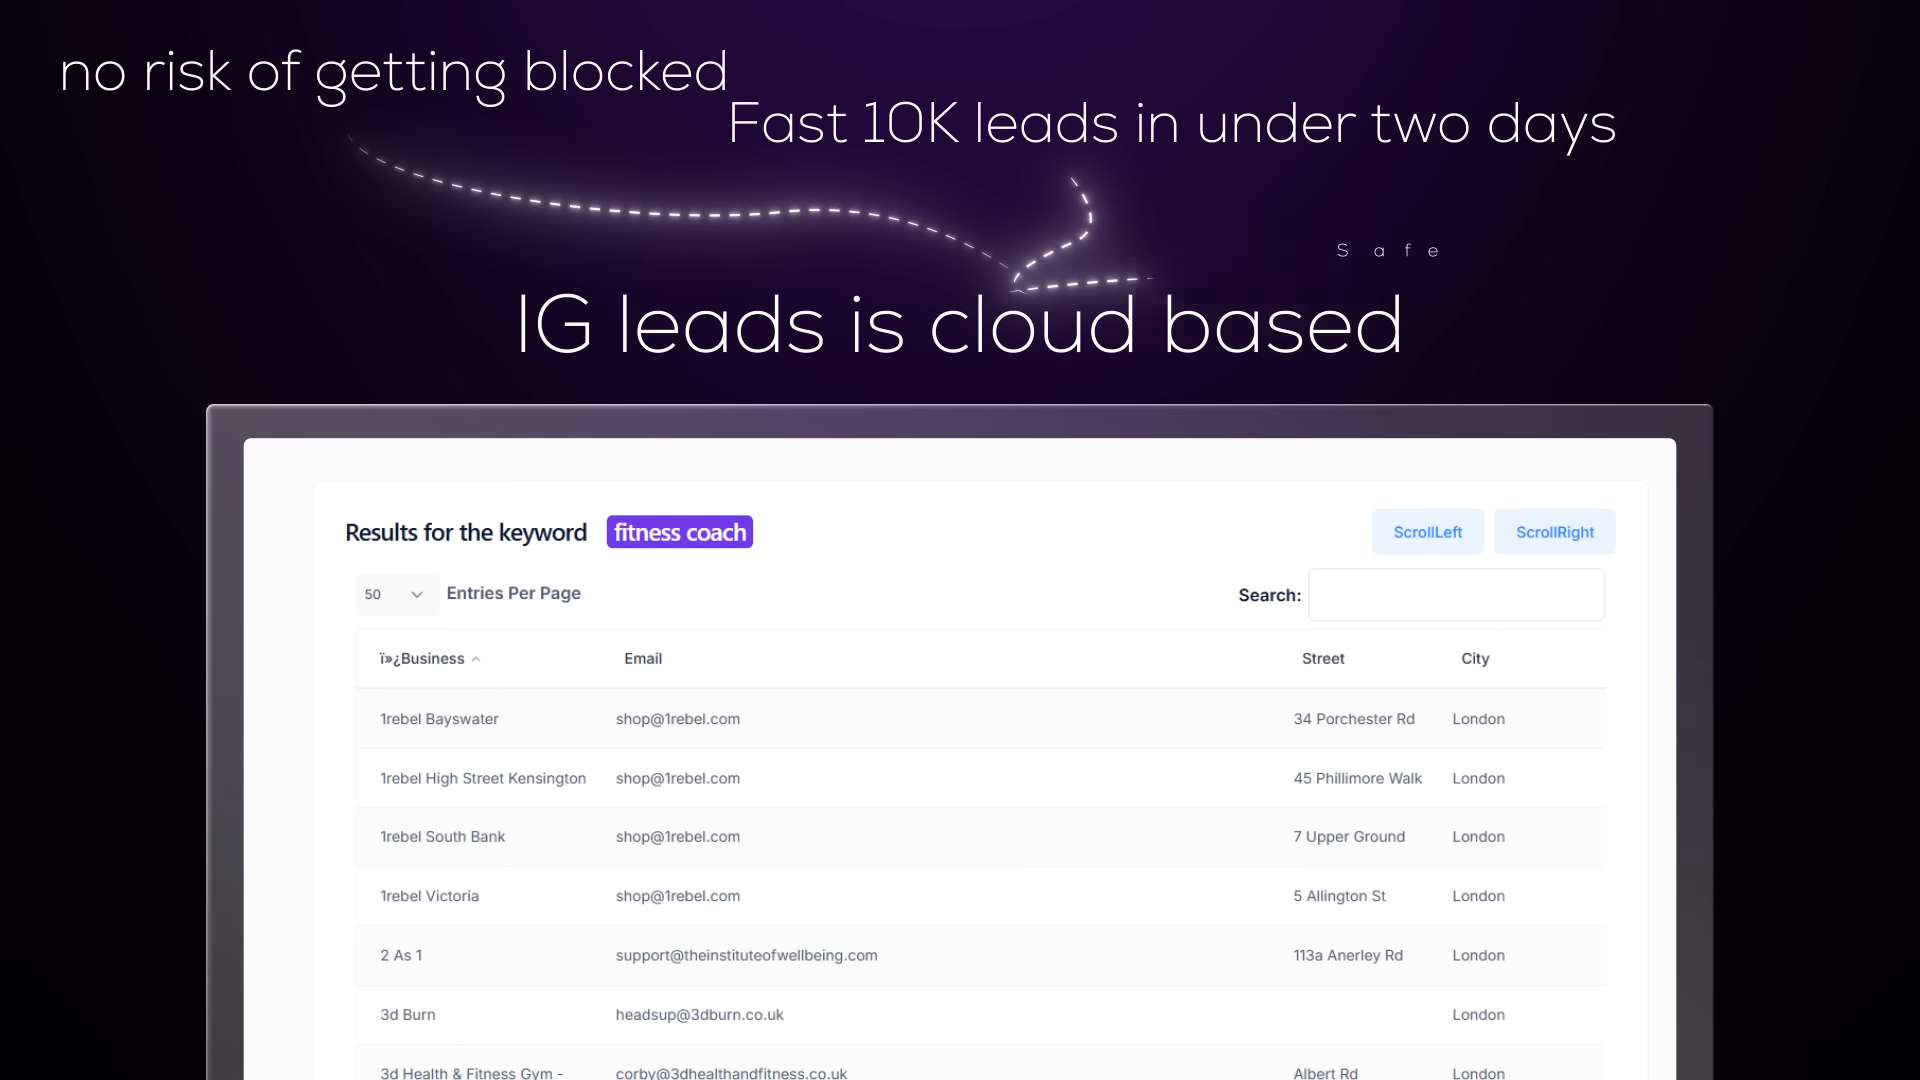 no risk of getting blocked
Fast 10K leads in under two days
Safe
IG leads is cloud based
Results for the keyword fitness coach
ScrollLeft ScrollRight
50 Entries Per Page
Search:
ï»¿Business Email Street City
1rebel Bayswater shop@1rebel.com 34 Porchester Rd London
1rebel High Street Kensington shop@1rebel.com 45 Phillimore Walk London
1rebel South Bank shop@1rebel.com 7 Upper Ground London
1rebel Victoria shop@1rebel.com 5 Allington St London
2 As 1 support@theinstituteofwellbeing.com 113a Anerley Rd London
3d Burn headsup@3dburn.co.uk London
3d Health & Fitness Gym - corby@3dhealthandfitness.co.uk Albert Rd London